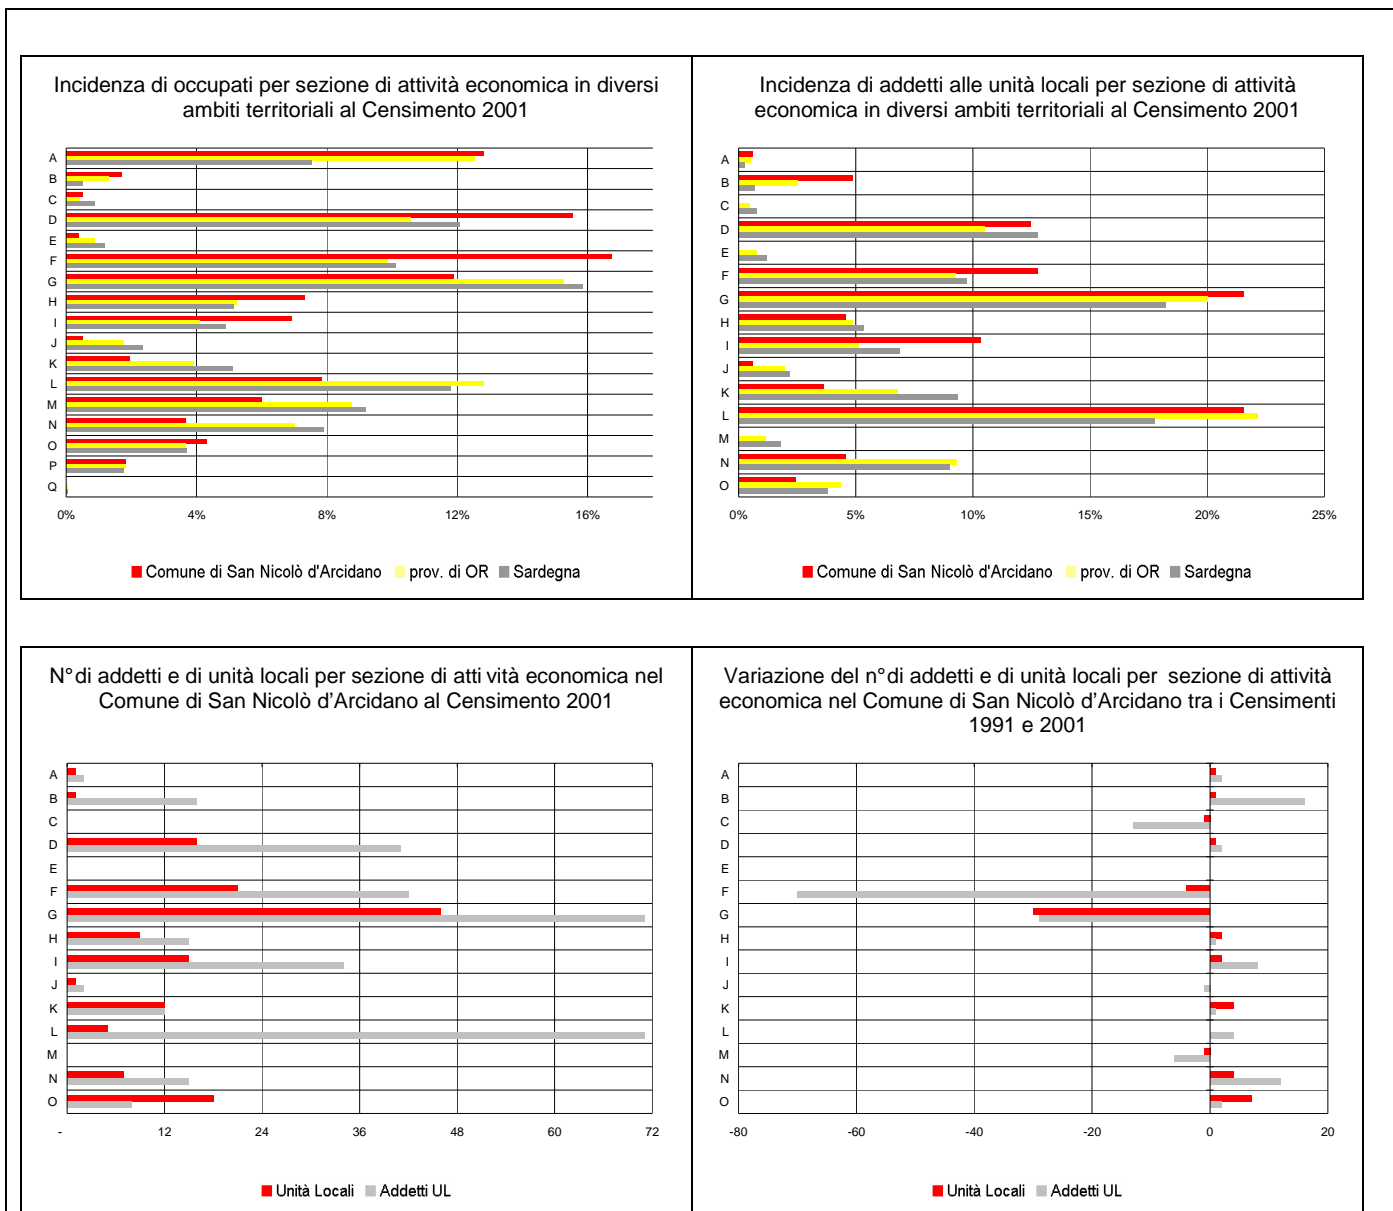 Incidenza di occupati per sezione di attività economica in diversi
ambiti territoriali al Censimento 2001
A
B
C
D
E
F
G
H
I
J
K
L
M
N
O
P
Q
0% 4% 8% 12% 16%
Comune di San Nicolò d'Arcidano prov. di OR Sardegna
Incidenza di addetti alle unità locali per sezione di attività
economica in diversi ambiti territoriali al Censimento 2001
A
B
C
D
E
F
G
H
I
J
K
L
M
N
O
0% 5% 10% 15% 20% 25%
Comune di San Nicolò d'Arcidano prov. di OR Sardegna
N° di addetti e di unità locali per sezione di atti vità economica nel
Comune di San Nicolò d’Arcidano al Censimento 2001
A
B
C
D
E
F
G
H
I
J
K
L
M
N
O
- 12 24 36 48 60 72
Unità Locali Addetti UL
Variazione del n° di addetti e di unità locali per sezione di attività
economica nel Comune di San Nicolò d’Arcidano tra i Censimenti
1991 e 2001
A
B
C
D
E
F
G
H
I
J
K
L
M
N
O
-80 -60 -40 -20 0 20
Unità Locali Addetti UL